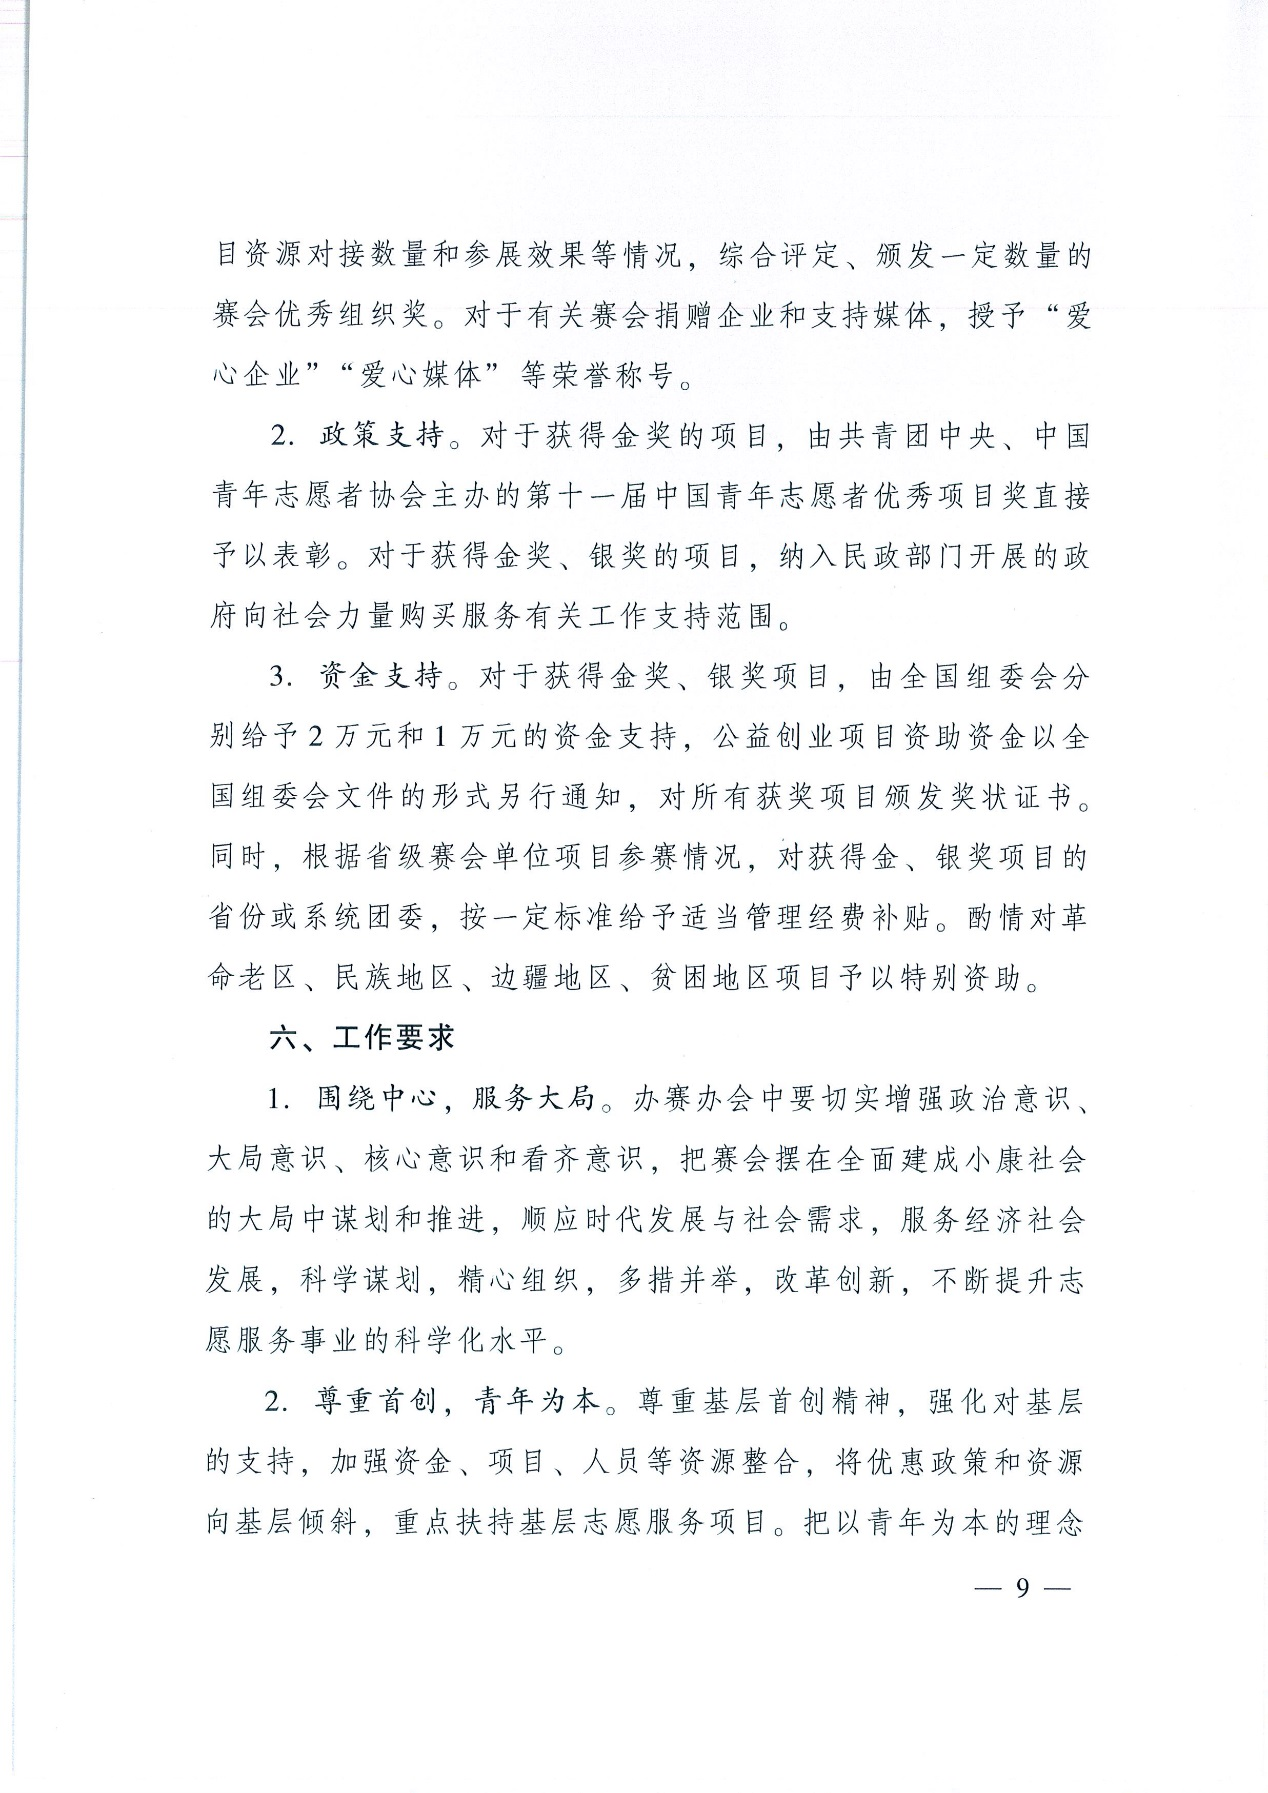 目资源对接数量和参展效果等情况，综合评定、颁发一定数量的
赛会优秀组织奖。对于有关赛会捐赠企业和支持媒体，授予“爱
心企业”“爱心媒体”等荣誉称号。
2. 政策支持。对于获得金奖的项目，由共青团中央、中国
青年志愿者协会主办的第十一届中国青年志愿者优秀项目奖直接
予以表彰。对于获得金奖、银奖的项目，纳入民政部门开展的政
府向社会力量购买服务有关工作支持范围。
3. 资金支持。对于获得金奖、银奖项目，由全国组委会分
别给予2万元和1万元的资金支持，公益创业项目资助资金以全
国组委会文件的形式另行通知，对所有获奖项目颁发奖状证书。
同时，根据省级赛会单位项目参赛情况，对获得金、银奖项目的
省份或系统团委，按一定标准给予适当管理经费补贴。酌情对革
命老区、民族地区、边疆地区、贫困地区项目予以特别资助。
六、工作要求
1. 围绕中心，服务大局。办赛办会中要切实增强政治意识、
大局意识、核心意识和看齐意识，把赛会摆在全面建成小康社会
的大局中谋划和推进，顺应时代发展与社会需求，服务经济社会
发展，科学谋划，精心组织，多措并举，改革创新，不断提升志
愿服务事业的科学化水平。
2. 尊重首创，青年为本。尊重基层首创精神，强化对基层
的支持，加强资金、项目、人员等资源整合，将优惠政策和资源
向基层倾斜，重点扶持基层志愿服务项目。把以青年为本的理念
— 9 —